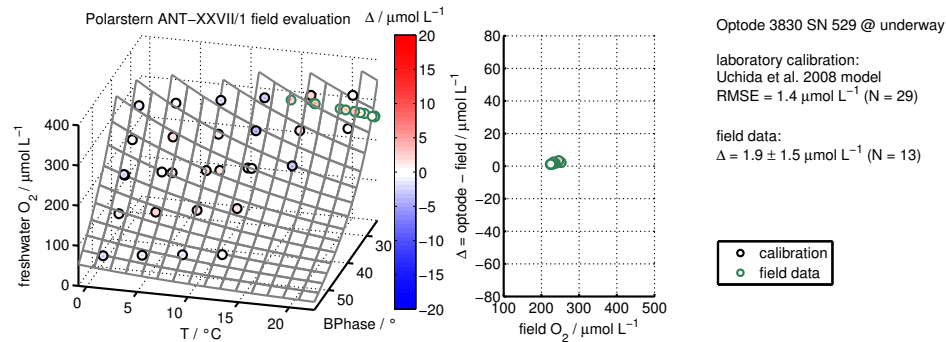 Polarstern ANT−XXVII/1 field evaluation
Δ / μmol L−1
freshwater O2 / μmol L−1
400
300
200
100
0
0
5
10
15
20
T / °C
50
40
30
BPhase / °
20
15
10
5
0
−5
−10
−15
−20
Δ = optode − field / μmol L−1
80
60
40
20
0
−20
−40
−60
−80
100 200 300 400 500
field O2 / μmol L−1
Optode 3830 SN 529 @ underway
laboratory calibration:
Uchida et al. 2008 model
RMSE = 1.4 μmol L−1 (N = 29)
field data:
Δ = 1.9 ± 1.5 μmol L−1 (N = 13)
calibration
field data